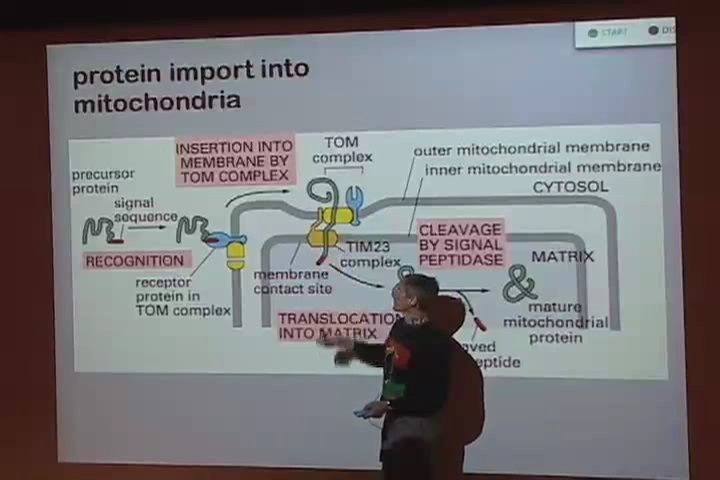 START
protein import into
mitochondria
INSERTION INTO
MEMBRANE BY
TOM COMPLEX
TOM
complex
outer mitochondrial membrane
inner mitochondrial membrane
CYTOSOL
precursor
protein
signal
sequence
RECOGNITION
receptor
protein in
TOM complex
membrane
contact site
TIM23
complex
CLEAVAGE
BY SIGNAL
PEPTIDASE
MATRIX
TRANSLOCATION
INTO MATRIX
mature
mitochondrial
protein